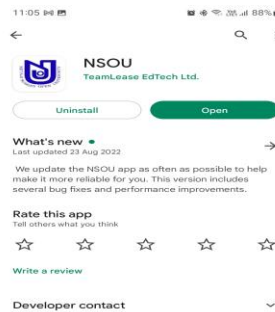 11:05
88%
NSOU
TeamLease EdTech Ltd.
Uninstall
Open
What's new
Last updated 23 Aug 2022
We update the NSOU app as often as possible to help
make it more reliable for you. This version includes
several bug fixes and performance improvements.
Rate this app
Tell others what you think
Write a review
Developer contact